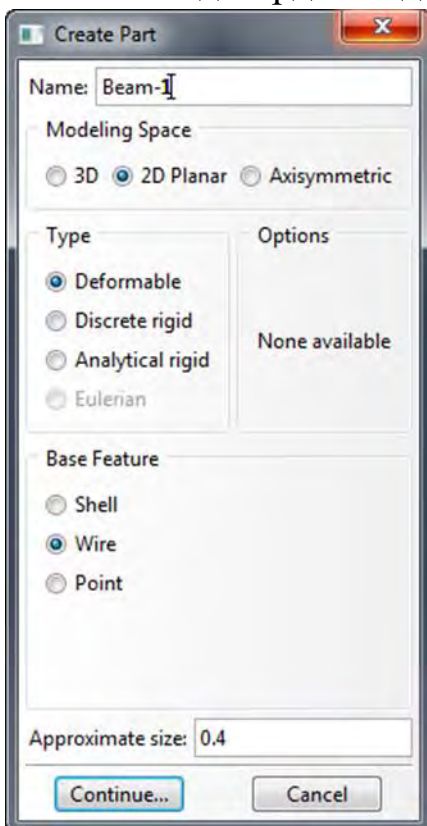 Create Part
Name: Beam-1
Modeling Space
3D 2D Planar Axisymmetric
Type
Options
Deformable
Discrete rigid
Analytical rigid
Eulerian
None available
Base Feature
Shell
Wire
Point
Approximate size: 0.4
Continue... Cancel